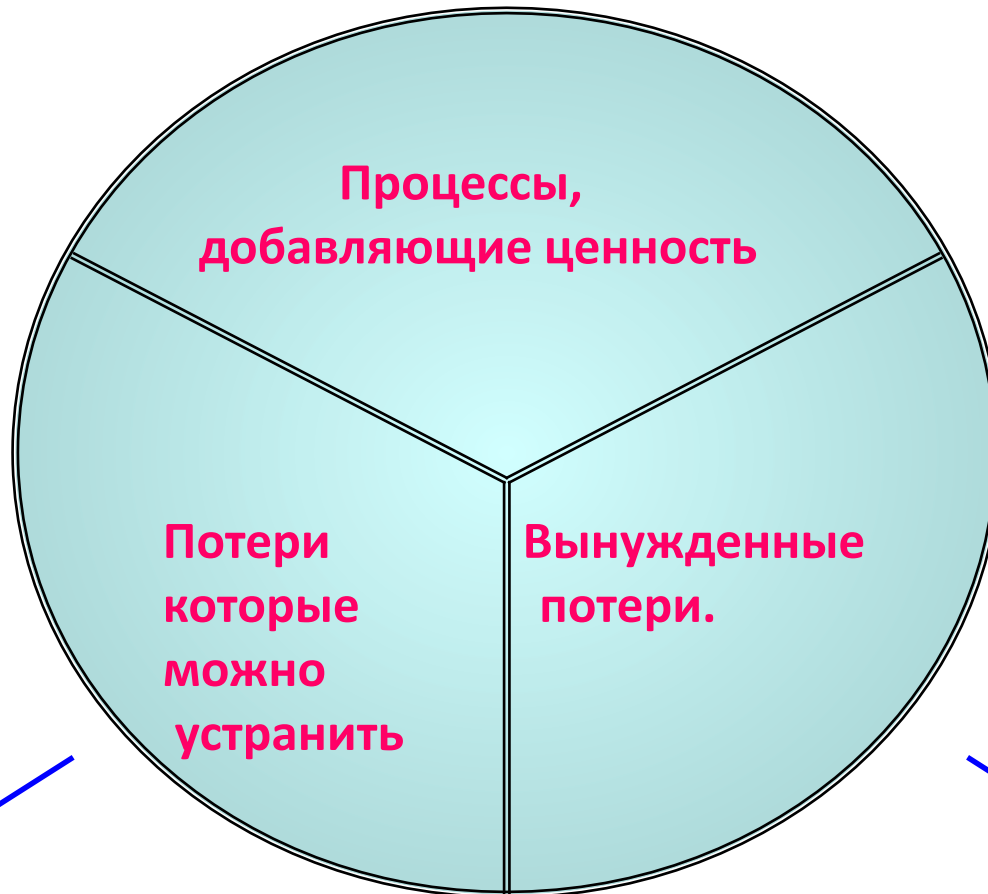 Процессы,
добавляющие ценность
Потери
которые
можно
устранить
Вынужденные
потери.